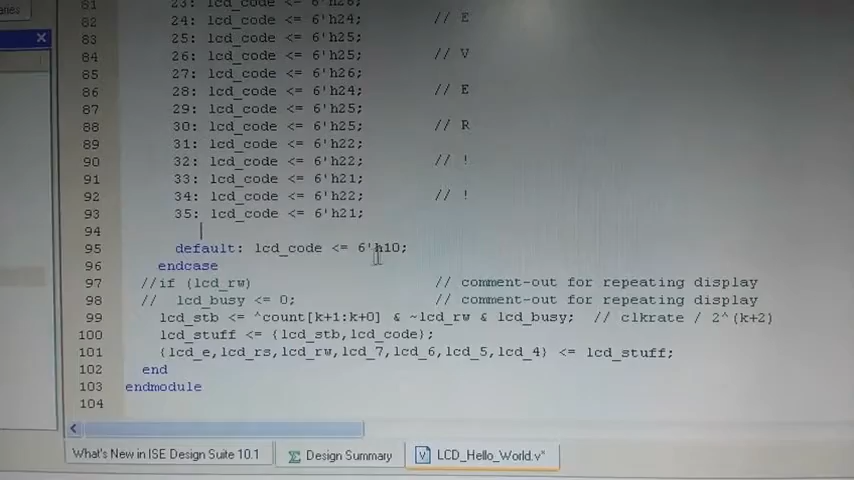 81 23: lcd_code <= 6'h26;
82 24: lcd_code <= 6'h24; // E
83 25: lcd_code <= 6'h25;
84 26: lcd_code <= 6'h25; // V
85 27: lcd_code <= 6'h26;
86 28: lcd_code <= 6'h24; // E
87 29: lcd_code <= 6'h25;
88 30: lcd_code <= 6'h25; // R
89 31: lcd_code <= 6'h22;
90 32: lcd_code <= 6'h22; // !
91 33: lcd_code <= 6'h21;
92 34: lcd_code <= 6'h22; // !
93 35: lcd_code <= 6'h21;
94
95 default: lcd_code <= 6'h10;
96 endcase
97 //if (lcd_rw) // comment-out for repeating display
98 // lcd_busy <= 0; // comment-out for repeating display
99 lcd_stb <= ^count[k+1:k+0] & ~lcd_rw & lcd_busy; // clkrate / 2^(k+2)
100 lcd_stuff <= {lcd_stb,lcd_code};
101 {lcd_e,lcd_rs,lcd_rw,lcd_7,lcd_6,lcd_5,lcd_4} <= lcd_stuff;
102 end
103 endmodule
104
What's New in ISE Design Suite 10.1 Design Summary LCD_Hello_World.v*